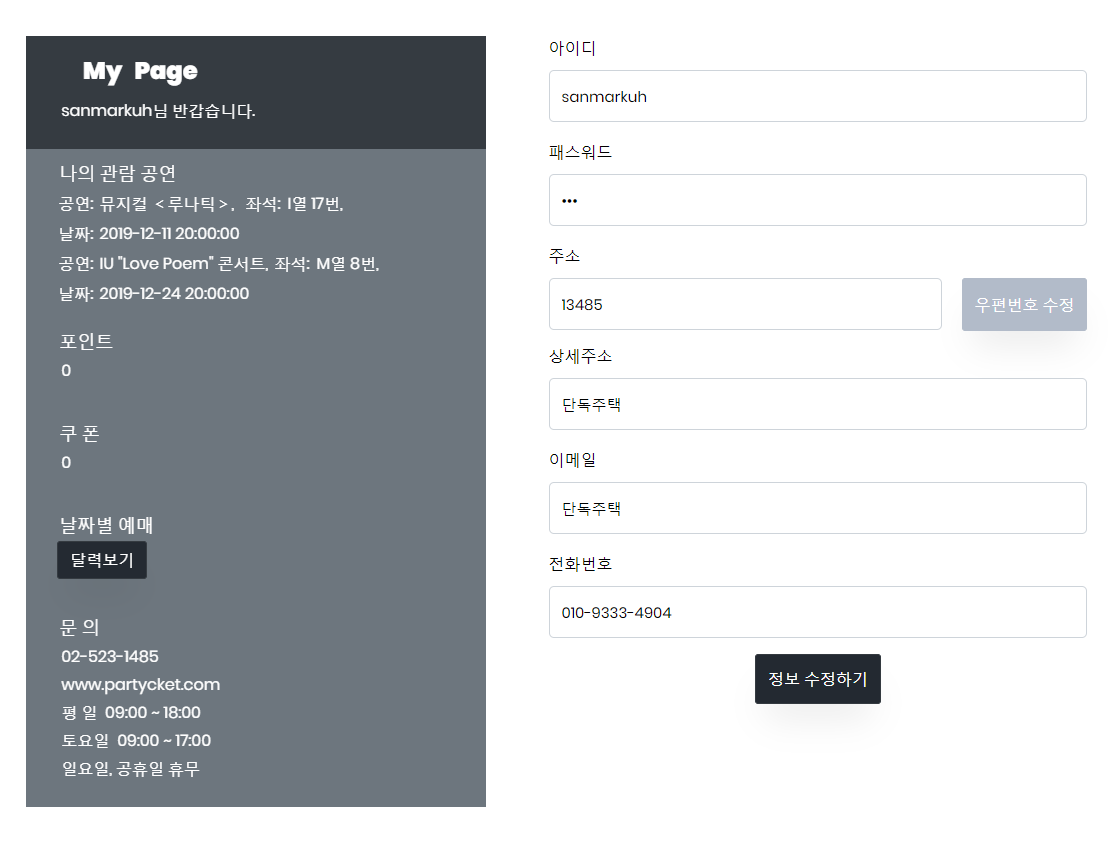 My Page
sanmarkuh님 반갑습니다.
나의 관람 공연
공연: 뮤지컬 <루나틱>, 좌석: I열 17번,
날짜: 2019-12-11 20:00:00
공연: IU "Love Poem" 콘서트, 좌석: M열 8번,
날짜: 2019-12-24 20:00:00
포인트
0
쿠 폰
0
날짜별 예매
달력보기
문 의
02-523-1485
www.partycket.com
평 일 09:00 ~ 18:00
토요일 09:00 ~ 17:00
일요일, 공휴일 휴무
아이디
sanmarkuh
패스워드
•••
주소
13485
우편번호 수정
상세주소
단독주택
이메일
단독주택
전화번호
010-9333-4904
정보 수정하기